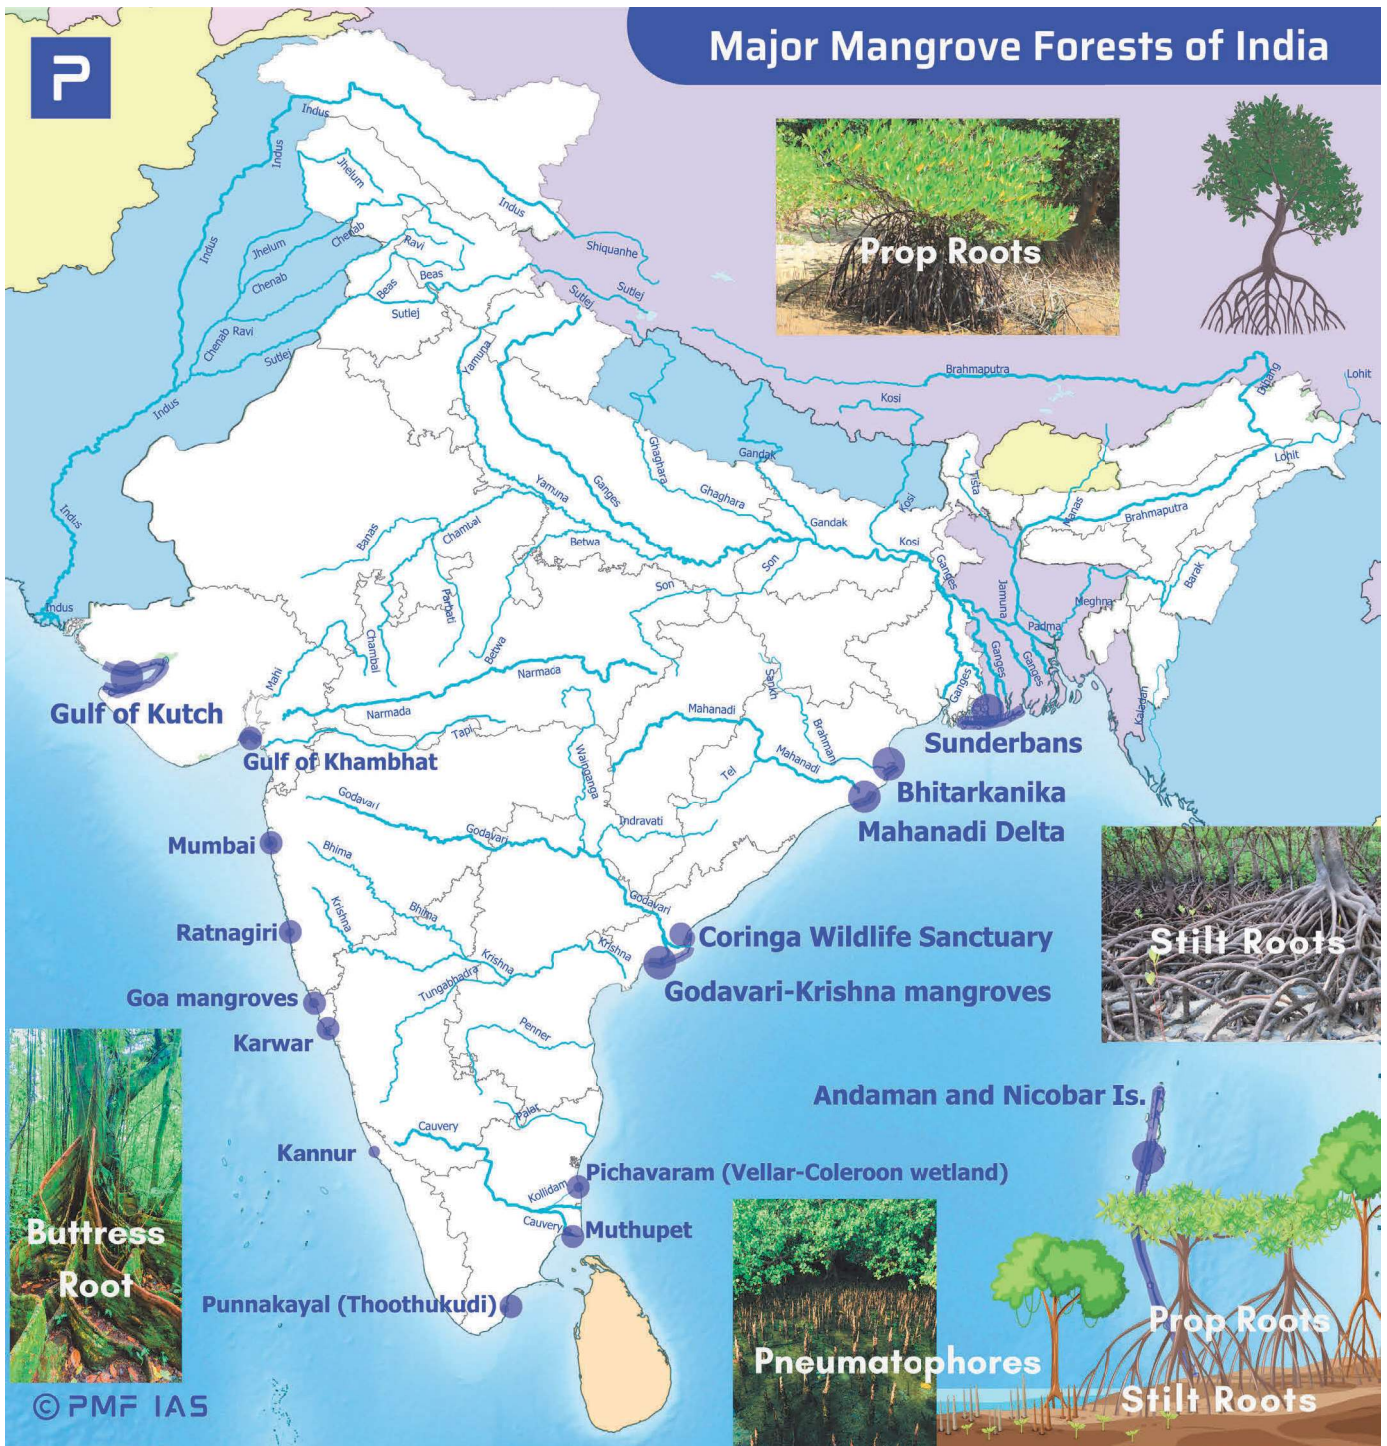 P
Major Mangrove Forests of India
Indus
Indus
Jhelum
Indus
Indus
Jhelum
Chenab
Ravi
Shiquanhe
Prop Roots
Chenab
Beas
Beas
Sutlej
Sutlej
Sutlej
Chenab
Ravi
Sutlej
Yamuna
Brahmaputra
Dihang
Lohit
Indus
Kosi
Ghaghara
Gandak
Lohit
Tista
Yamuna
Ganges
Ghaghara
Kosi
Manas
Brahmaputra
Indus
Banas
Chambal
Gandak
Betwa
Kosi
Son
Son
Ganges
Jamuna
Barak
Indus
Parbati
Meghna
Padma
Mahi
Chambal
Betwa
Narmada
Sankh
Ganges
Ganges
Ganges
Kaladan
Gulf of Kutch
Narmada
Tapi
Mahanadi
Brahmani
Sunderbans
Gulf of Khambhat
Wainganga
Tel
Mahanadi
Bhitarkanika
Godavari
Indravati
Mahanadi Delta
Mumbai
Bhima
Godavari
Krishna
Bhima
Godavari
Ratnagiri
Krishna
Krishna
Coringa Wildlife Sanctuary
Stilt Roots
Tungabhadra
Godavari-Krishna mangroves
Goa mangroves
Karwar
Penner
Andaman and Nicobar Is.
Palar
Cauvery
Kannur
Pichavaram (Vellar-Coleroon wetland)
Kollidam
Cauvery
Muthupet
Buttress
Root
Punnakayal (Thoothukudi)
Prop Roots
Pneumatophores
Stilt Roots
© PMF IAS